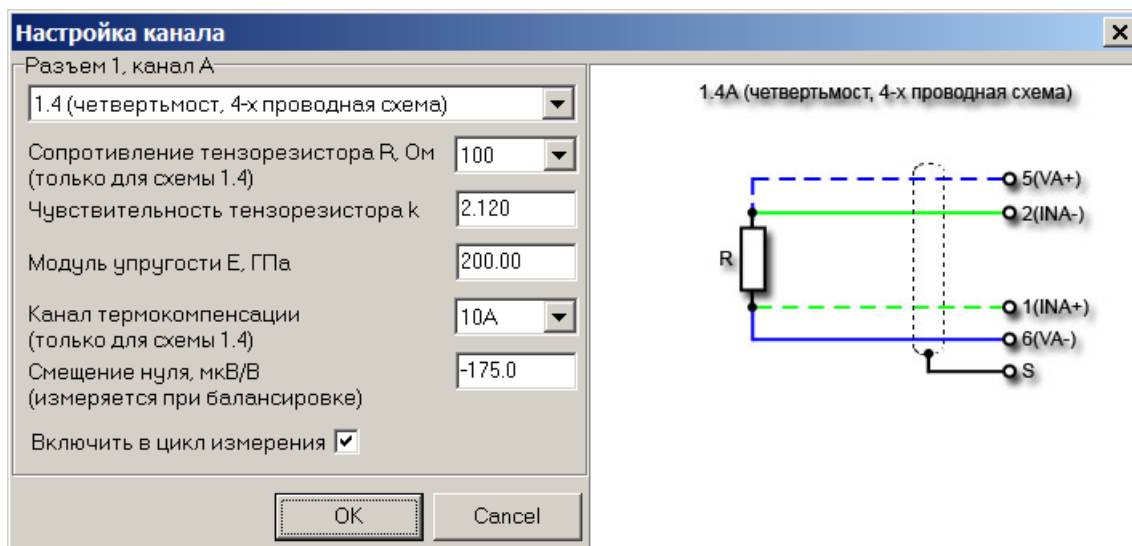 Настройка канала
Разъем 1, канал А
1.4 (четвертьмост, 4-х проводная схема)
Сопротивление тензорезистора R, Ом
(только для схемы 1.4)
100
Чувствительность тензорезистора k
2.120
Модуль упругости E, ГПа
200.00
Канал термокомпенсации
(только для схемы 1.4)
10A
Смещение нуля, мкВ/В
(измеряется при балансировке)
-175.0
Включить в цикл измерения
OK
Cancel
1.4А (четвертьмост, 4-х проводная схема)
5(VA+)
2(INA-)
R
1(INA+)
6(VA-)
S